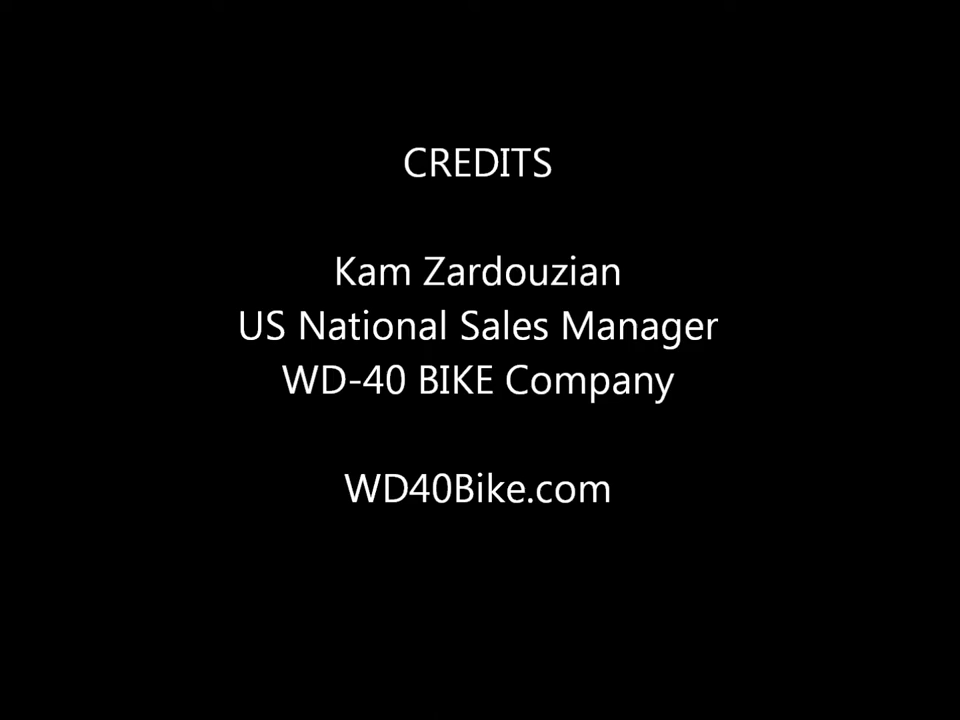 CREDITS
Kam Zardouzian
US National Sales Manager
WD-40 BIKE Company
WD40Bike.com